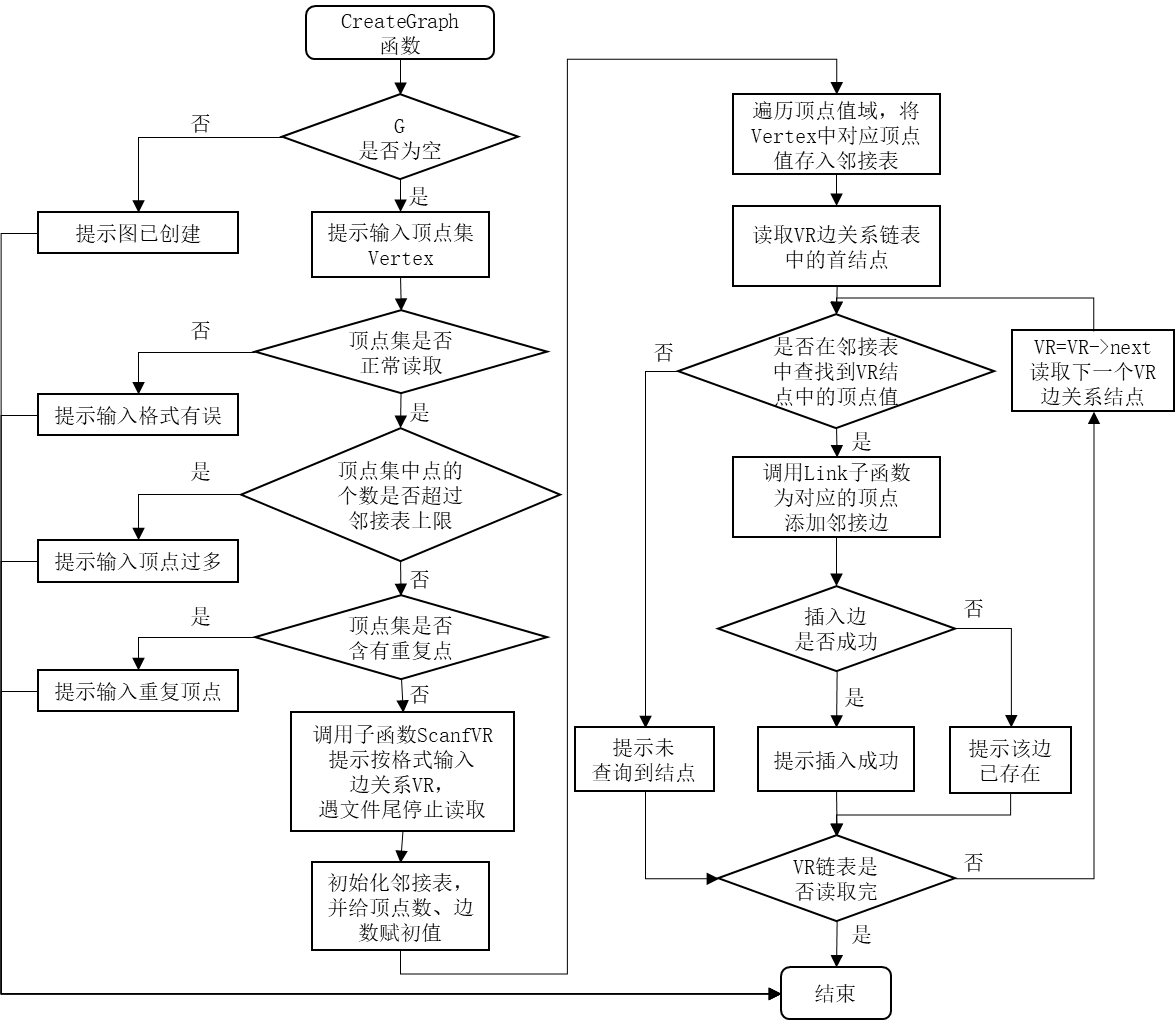 CreateGraph
函数
G
是否为空
否
是
提示图已创建
提示输入顶点集
Vertex
顶点集是否
正常读取
否
是
提示输入格式有误
顶点集中点的
个数是否超过
邻接表上限
是
否
提示输入顶点过多
顶点集是否
含有重复点
是
否
提示输入重复顶点
调用子函数ScanfVR
提示按格式输入
边关系VR，
遇文件尾停止读取
初始化邻接表，
并给顶点数、边
数赋初值
遍历顶点值域，将
Vertex中对应顶点
值存入邻接表
读取VR边关系链表
中的首结点
是否在邻接表
中查找到VR结
点中的顶点值
否
是
VR=VR->next
读取下一个VR
边关系结点
调用Link子函数
为对应的顶点
添加邻接边
插入边
是否成功
否
是
提示未
查询到结点
提示插入成功
提示该边
已存在
VR链表是
否读取完
否
是
结束